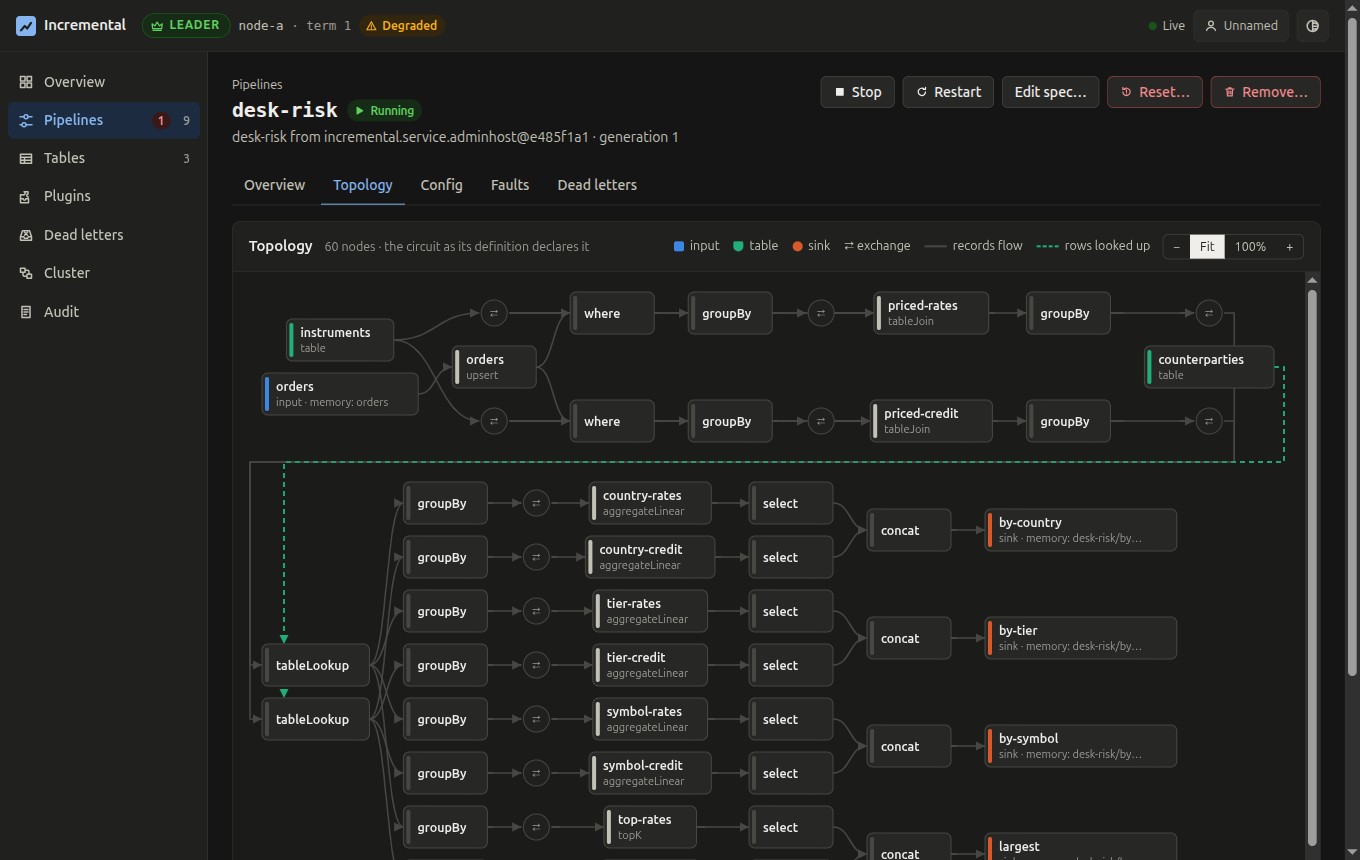 Incremental
LEADER
node-a · term 1
Degraded
Live
Unnamed
Overview
Pipelines 1 9
Tables 3
Plugins
Dead letters
Cluster
Audit
Pipelines
desk-risk
Running
desk-risk from incremental.service.adminhost@e485f1a1 · generation 1
Stop
Restart
Edit spec…
Reset…
Remove…
Overview Topology Config Faults Dead letters
Topology 60 nodes · the circuit as its definition declares it
input table sink ⇄ exchange records flow rows looked up
− Fit 100% +
instruments
table
orders
input · memory: orders
orders
upsert
where
groupBy
priced-rates
tableJoin
groupBy
counterparties
table
where
groupBy
priced-credit
tableJoin
groupBy
groupBy
country-rates
aggregateLinear
select
concat
by-country
sink · memory: desk-risk/by…
groupBy
country-credit
aggregateLinear
select
groupBy
tier-rates
aggregateLinear
select
concat
by-tier
sink · memory: desk-risk/by…
tableLookup
groupBy
tier-credit
aggregateLinear
select
tableLookup
groupBy
symbol-rates
aggregateLinear
select
concat
by-symbol
sink · memory: desk-risk/by…
groupBy
symbol-credit
aggregateLinear
select
groupBy
top-rates
topK
select
concat
largest